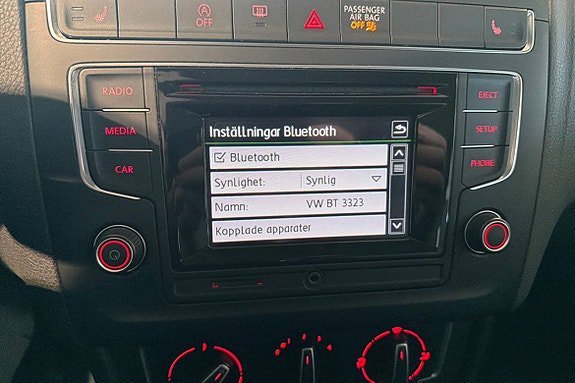 A OFF
PASSENGER
AIR BAG
OFF
RADIO
MEDIA
CAR
Inställningar Bluetooth
Bluetooth
Synlighet: Synlig
Namn: VW BT 3323
Kopplade apparater
EJECT
SETUP
PHONE